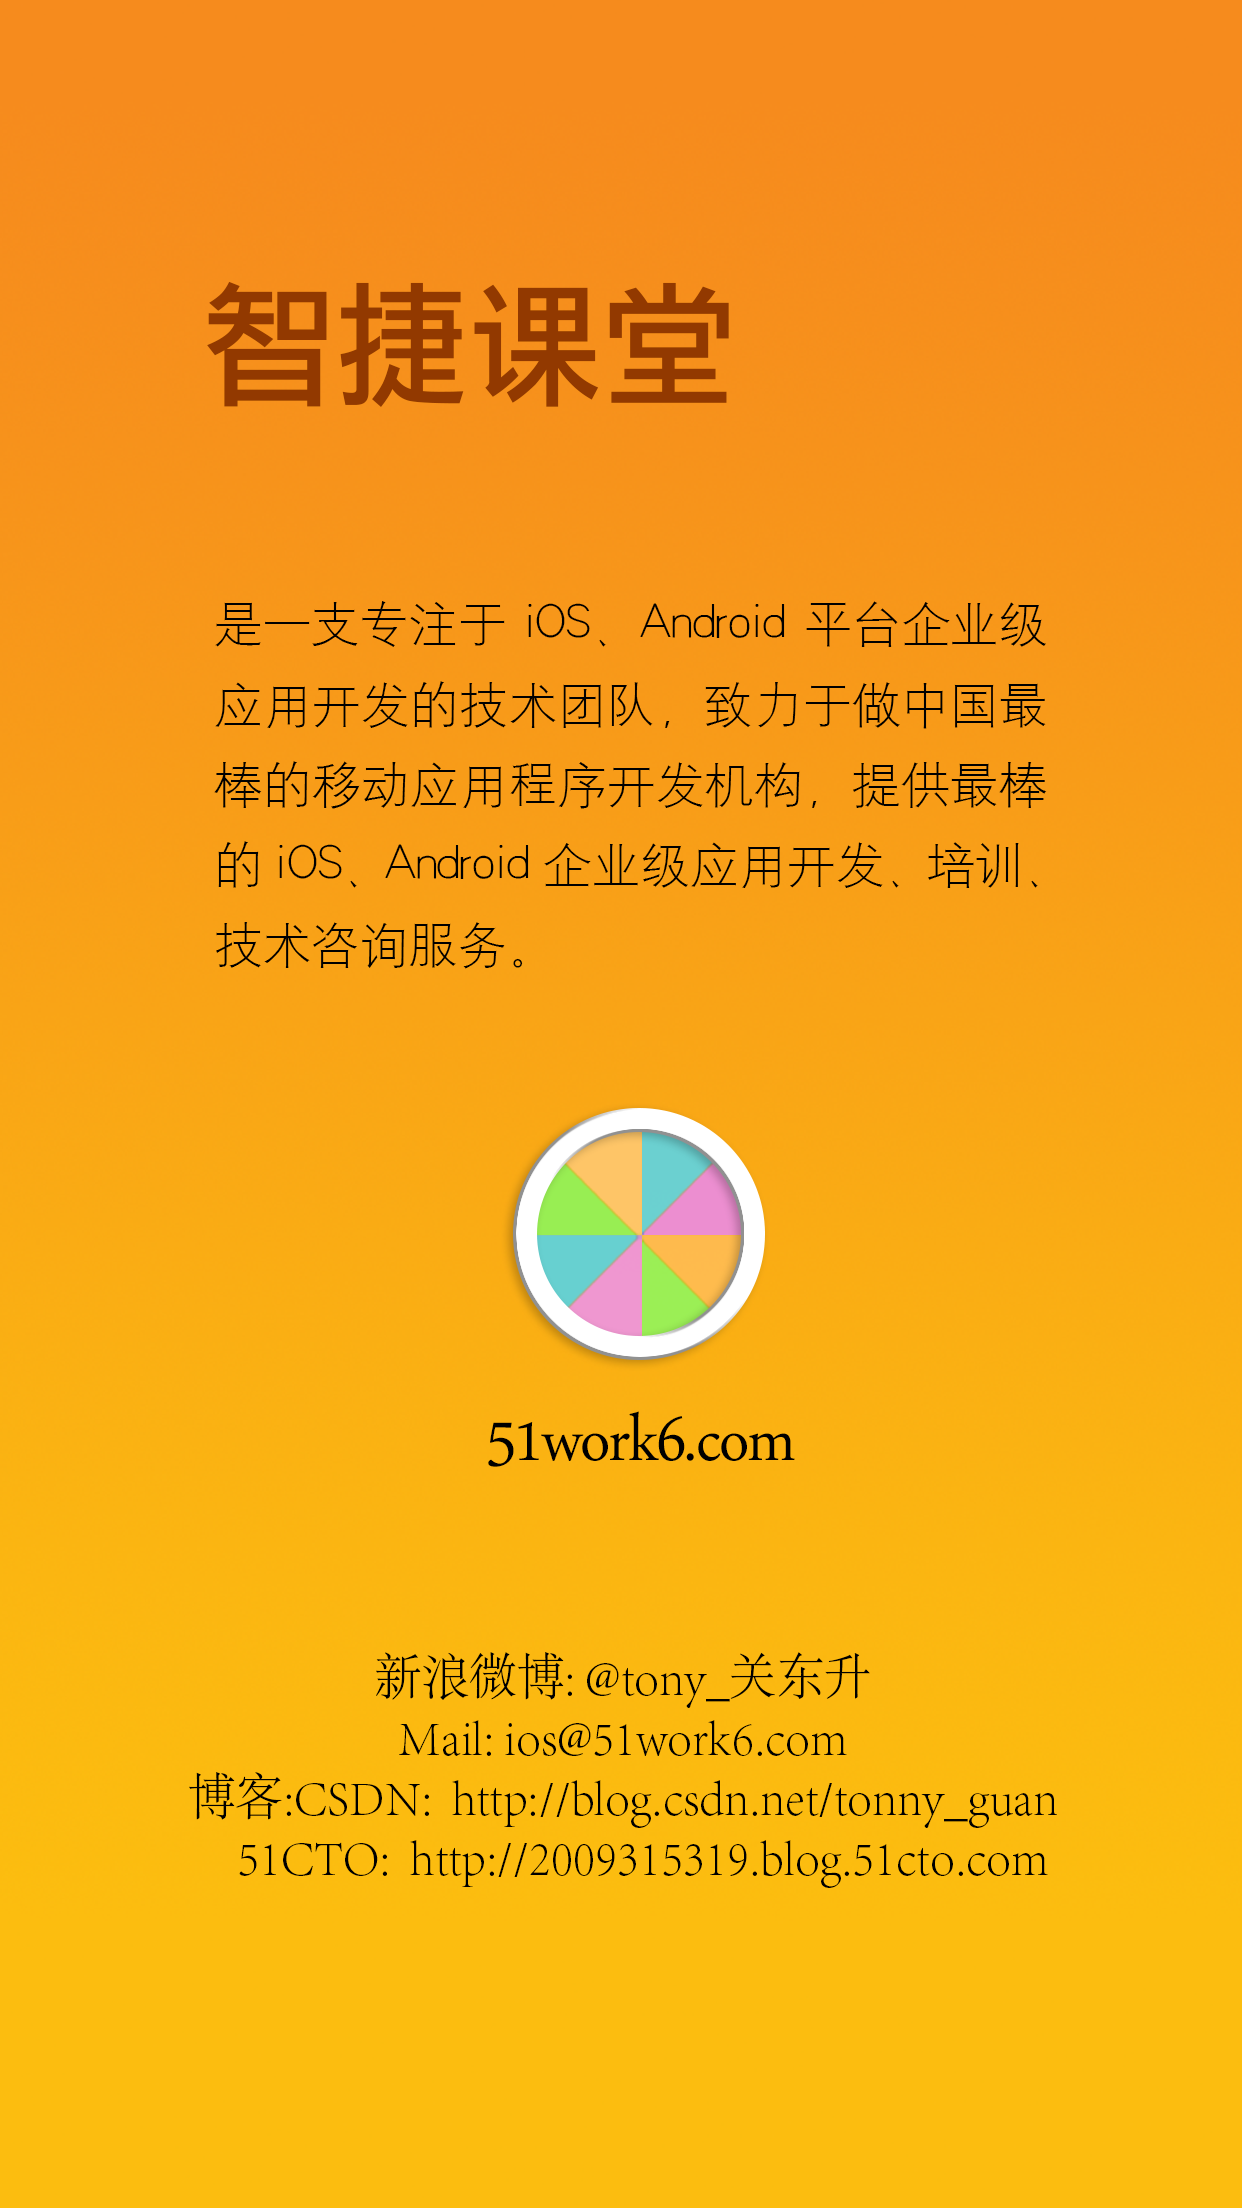 智捷课堂
是一支专注于 iOS、Android 平台企业级
应用开发的技术团队，致力于做中国最
棒的移动应用程序开发机构，提供最棒
的 iOS、Android 企业级应用开发、培训、
技术咨询服务。
51work6.com
新浪微博: @tony_关东升
Mail: ios@51work6.com
博客:CSDN: http://blog.csdn.net/tonny_guan
51CTO: http://2009315319.blog.51cto.com